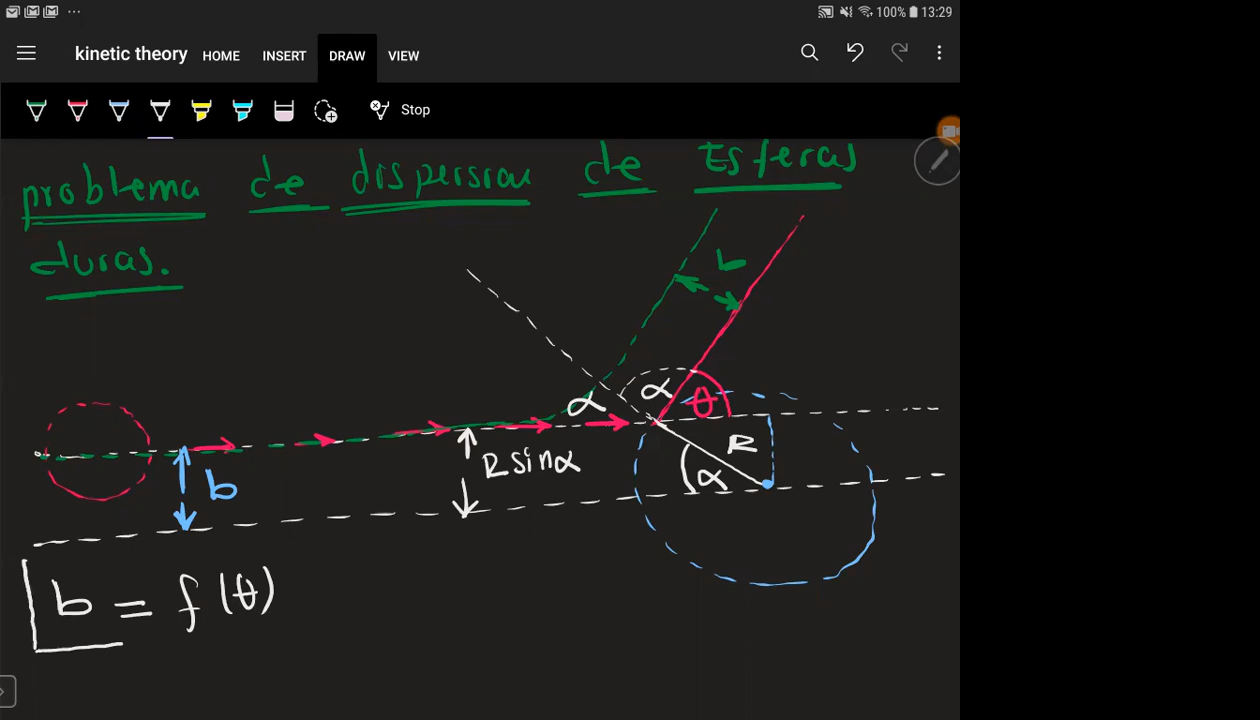 100% 13:29
kinetic theory HOME INSERT DRAW VIEW
Stop
problema de dispersion de Esferas
duras.
b
α α θ
R sin α R
b α
b = f(θ)